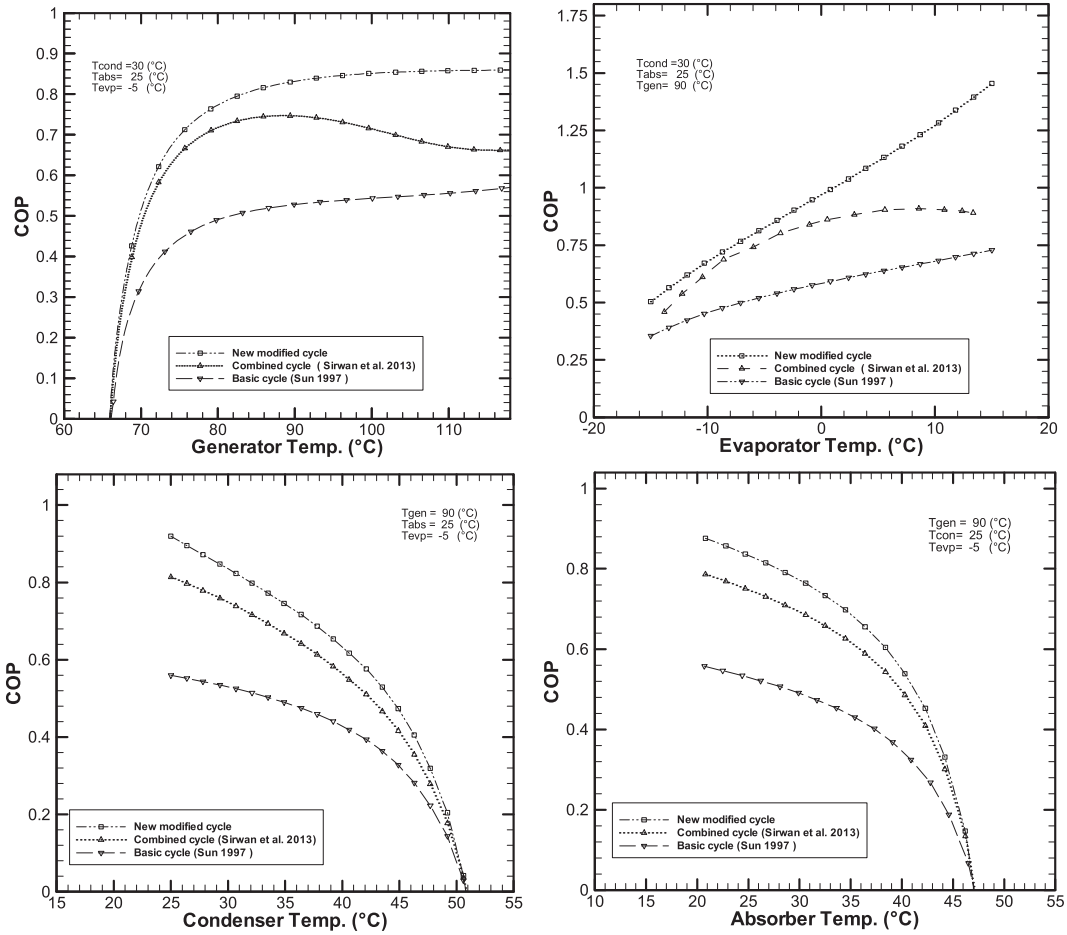 1
0.9
0.8
0.7
0.6
0.5
0.4
0.3
0.2
0.1
0
COP
Tcond =30 (°C)
Tabs= 25 (°C)
Tevp= -5 (°C)
New modified cycle
Combined cycle ( Sirwan et al. 2013)
Basic cycle (Sun 1997 )
60 70 80 90 100 110
Generator Temp. (°C)
1.75
1.5
1.25
1
0.75
0.5
0.25
0
COP
Tcond =30 (°C)
Tabs= 25 (°C)
Tgen= 90 (°C)
New modified cycle
Combined cycle ( Sirwan et al. 2013)
Basic cycle (Sun 1997 )
-20 -10 0 10 20
Evaporator Temp. (°C)
1
0.8
0.6
0.4
0.2
0
COP
Tgen = 90 (°C)
Tabs = 25 (°C)
Tevp= -5 (°C)
New modified cycle
Combined cycle (Sirwan et al. 2013)
Basic cycle (Sun 1997 )
15 20 25 30 35 40 45 50 55
Condenser Temp. (°C)
1
0.8
0.6
0.4
0.2
0
COP
Tgen = 90 (°C)
Tcon= 25 (°C)
Tevp= -5 (°C)
New modified cycle
Combined cycle (Sirwan et al. 2013)
Basic cycle (Sun 1997 )
10 15 20 25 30 35 40 45 50 55
Absorber Temp. (°C)